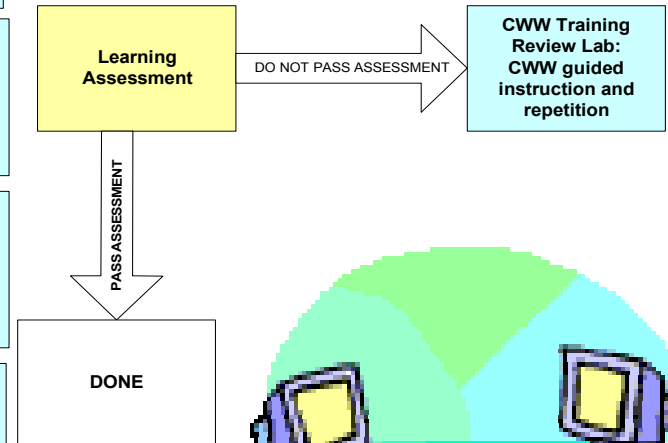 Learning
Assessment
DO NOT PASS ASSESSMENT
CWW Training
Review Lab:
CWW guided
instruction and
repetition
PASS ASSESSMENT
DONE